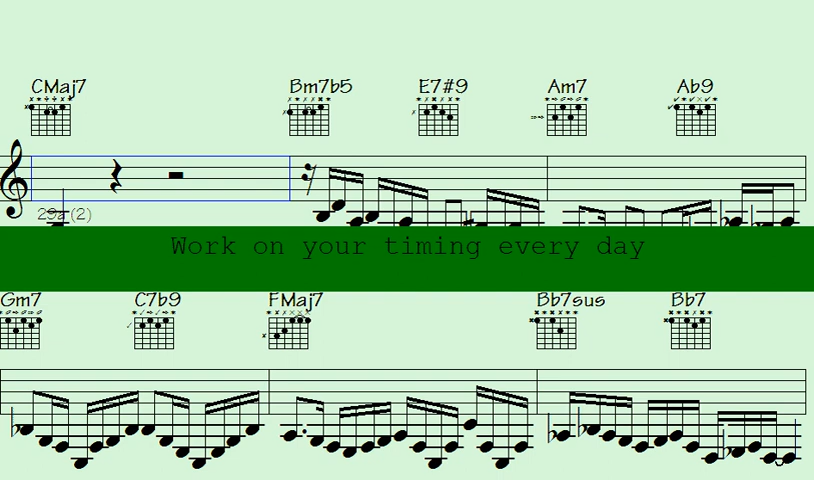 CMaj7 Bm7b5 E7#9 Am7 Ab9
29a (2)
Work on your timing every day
Gm7 C7b9 FMaj7 Bb7sus Bb7